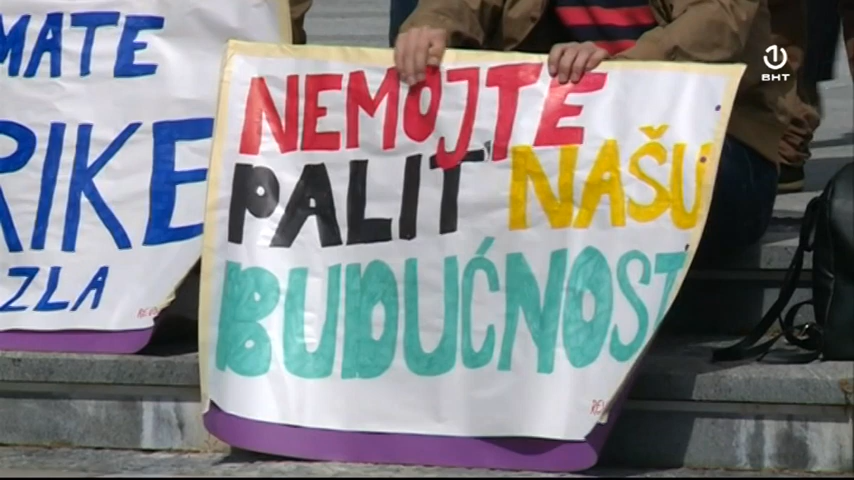 MATE
RIKE
ZLA
NEMOJTE
PALIT' NAŠU
BUDUĆNOST
BHT